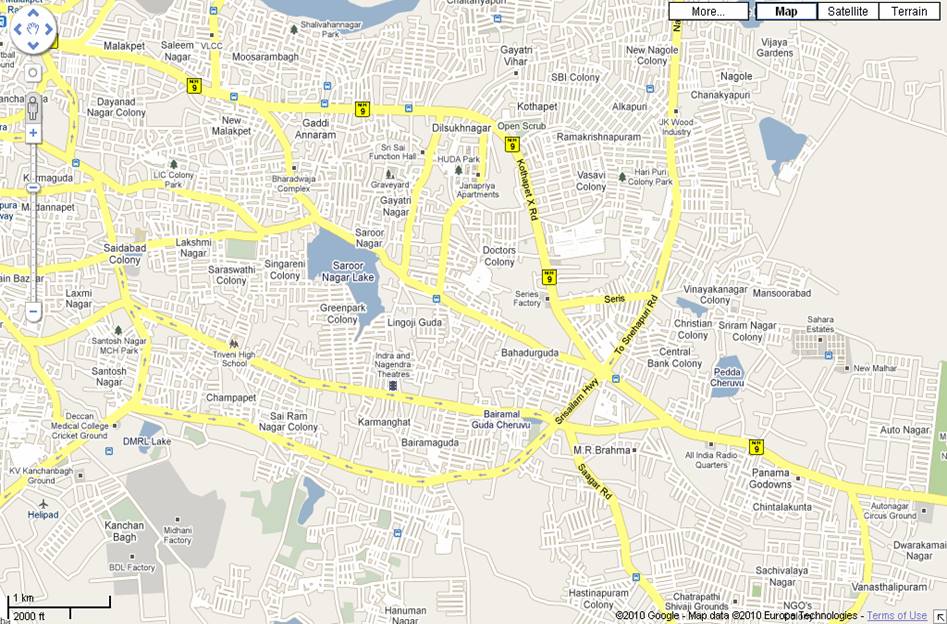 Malakpet
Shalivahannagar
Park
Chaitanyapuri
More...
Map
Satellite
Terrain
Malakpet
Saleem
Nagar
VLCC
Moosarambagh
Gayatri
Vihar
SBI Colony
New Nagole
Colony
Vijaya
Gardens
Nagole
NH
9
Chanakyapuri
Dayanad
Nagar Colony
New
Malakpet
Gaddi
Annaram
NH
9
Dilsukhnagar
Kothapet
Open Scrub
Alkapuri
JK Wood
Industry
Ramakrishnapuram
NH
9
Sri Sai
Function Hall
HUDA Park
LIC Colony
Park
Bharadwaja
Complex
Graveyard
Janapriya
Apartments
Kothapet X Rd
Vasavi
Colony
Hari Puri
Colony Park
Gayatri
Nagar
Saroor
Nagar
Saidabad
Colony
Lakshmi
Nagar
Doctors
Colony
Saraswathi
Colony
Singareni
Colony
Saroor
Nagar Lake
NH
9
Laxmi
Nagar
Series
Factory
Seris
Vinayakanagar
Colony
Mansoorabad
Greenpark
Colony
Lingoji Guda
To Snehapuri Rd
Christian
Colony
Sriram Nagar
Sahara
Estates
Santosh Nagar
MCH Park
Triveni High
School
Bahadurguda
Central
Bank Colony
Indra and
Nagendra
Theatres
Santosh
Nagar
Pedda
Cheruvu
New Malhar
Champapet
Srisailam Hwy
Deccan
Medical College
Cricket Ground
Sai Ram
Nagar Colony
Karmanghat
Bairamal
Guda Cheruvu
DMRL Lake
Bairamaguda
M.R.Brahma
NH
9
Auto Nagar
All India Radio
Quarters
KV Kanchanbagh
Ground
Saagar Rd
Panama
Godowns
Helipad
Chintalakunta
Autonagar
Circus Ground
Kanchan
Bagh
Midhani
Factory
BDL Factory
Dwarakamai
Sachivalaya
Nagar
Vanasthalipuram
Hastinapuram
Colony
Chatrapathi
Shivaji Grounds
NGO's
Hanuman
Nagar
1 km
2000 ft
©2010 Google - Map data ©2010 Europa Technologies - Terms of Use